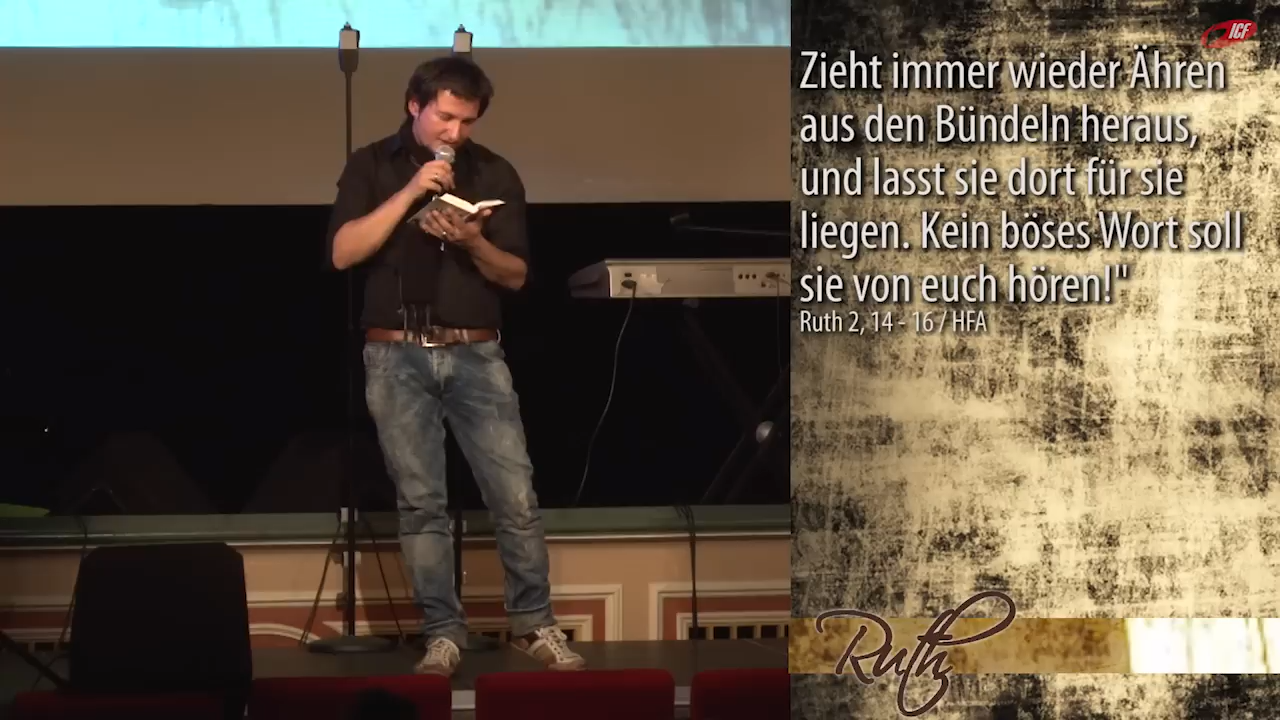 ICF
Zieht immer wieder Ähren
aus den Bündeln heraus,
und lasst sie dort für sie
liegen. Kein böses Wort soll
sie von euch hören!"
Ruth 2, 14 - 16 / HFA
Ruth